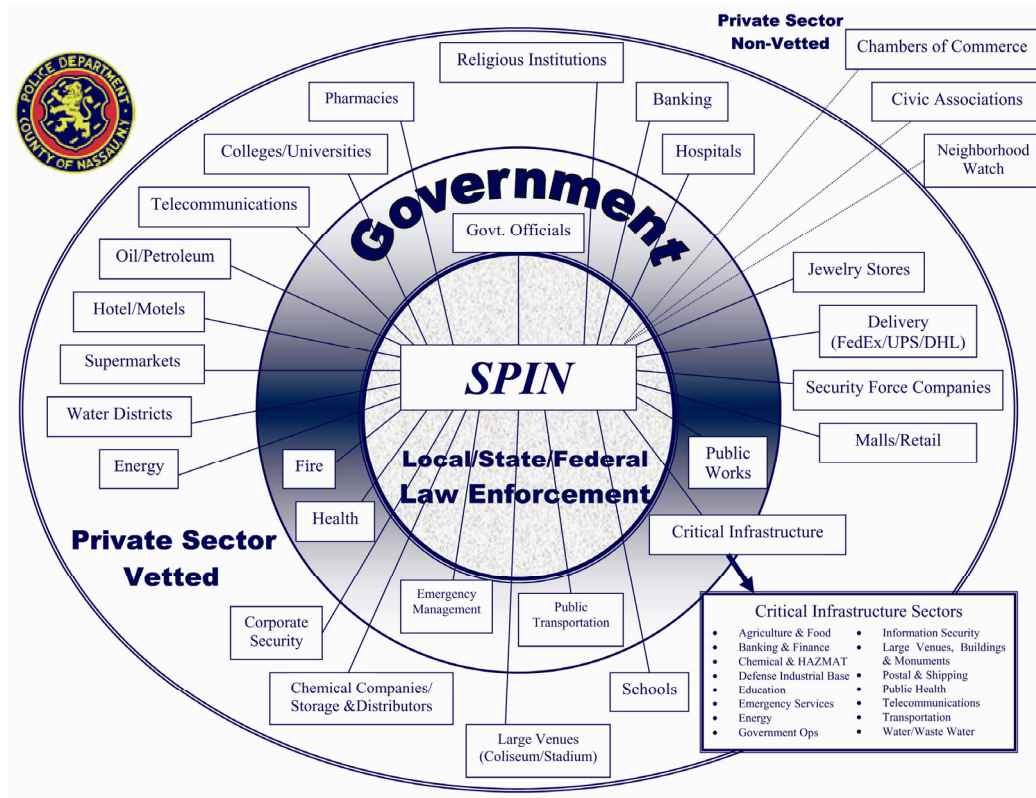 Private Sector
Non-Vetted
Chambers of Commerce
Civic Associations
Neighborhood
Watch
POLICE DEPARTMENT
COUNTY OF NASSAU, N.Y.
Religious Institutions
Pharmacies
Banking
Colleges/Universities
Hospitals
Telecommunications
Government
Govt. Officials
Oil/Petroleum
Jewelry Stores
Hotel/Motels
Delivery
(FedEx/UPS/DHL)
Supermarkets
SPIN
Security Force Companies
Water Districts
Malls/Retail
Energy
Fire
Local/State/Federal
Law Enforcement
Public
Works
Health
Critical Infrastructure
Private Sector
Vetted
Emergency
Management
Public
Transportation
Corporate
Security
Chemical Companies/
Storage &Distributors
Schools
Large Venues
(Coliseum/Stadium)
Critical Infrastructure Sectors
• Agriculture & Food
• Banking & Finance
• Chemical & HAZMAT
• Defense Industrial Base
• Education
• Emergency Services
• Energy
• Government Ops
• Information Security
• Large Venues, Buildings
& Monuments
• Postal & Shipping
• Public Health
• Telecommunications
• Transportation
• Water/Waste Water